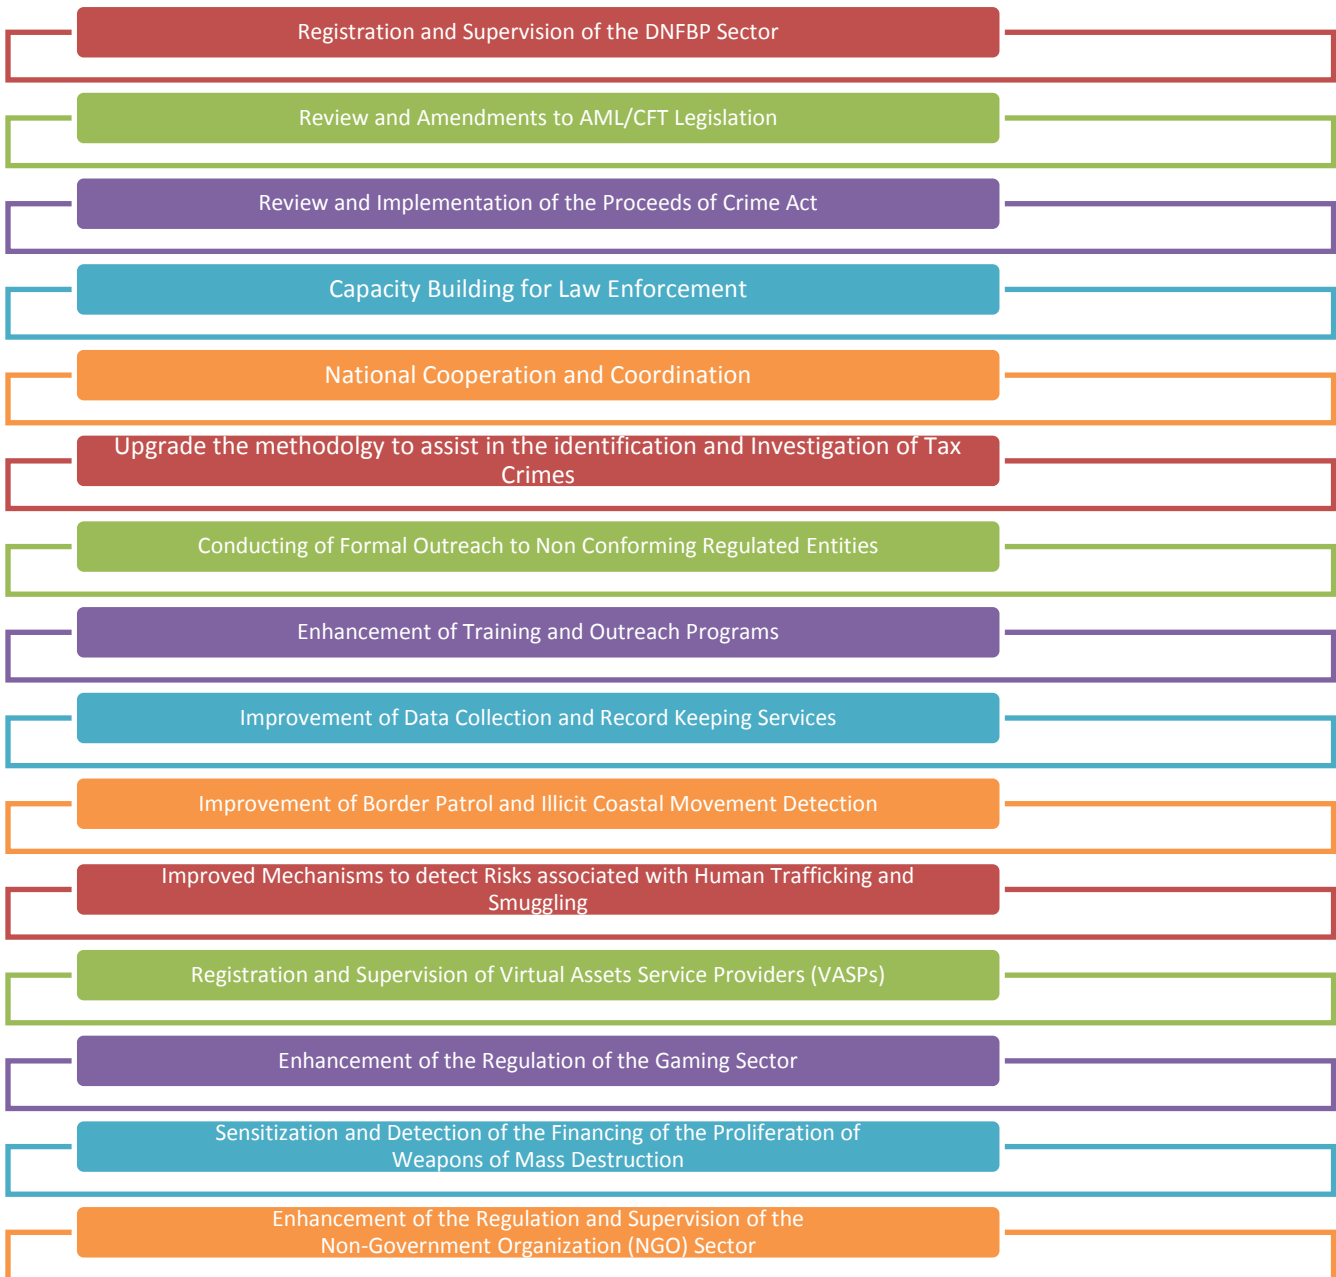 Registration and Supervision of the DNFBP Sector
Review and Amendments to AML/CFT Legislation
Review and Implementation of the Proceeds of Crime Act
Capacity Building for Law Enforcement
National Cooperation and Coordination
Upgrade the methodolgy to assist in the identification and Investigation of Tax
Crimes
Conducting of Formal Outreach to Non Conforming Regulated Entities
Enhancement of Training and Outreach Programs
Improvement of Data Collection and Record Keeping Services
Improvement of Border Patrol and Illicit Coastal Movement Detection
Improved Mechanisms to detect Risks associated with Human Trafficking and
Smuggling
Registration and Supervision of Virtual Assets Service Providers (VASPs)
Enhancement of the Regulation of the Gaming Sector
Sensitization and Detection of the Financing of the Proliferation of
Weapons of Mass Destruction
Enhancement of the Regulation and Supervision of the
Non-Government Organization (NGO) Sector